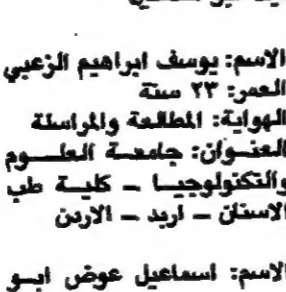 الاسم: يوسف ابراهيم الزعبي
العمر: ٢٣ سنة
الهواية: المطالعة والمراسلة
العنوان: جامعة العلوم
والتكنولوجيا - كلية طب
الاسنان - اربد - الاردن
الاسم: اسماعيل عوض ابو